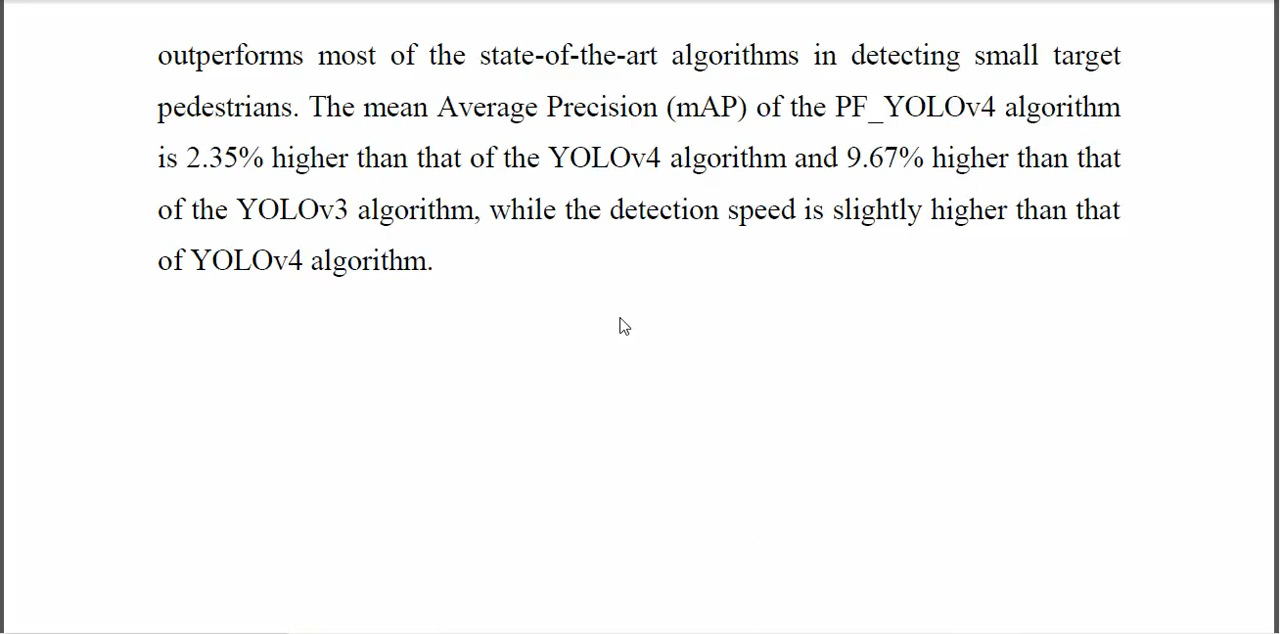 outperforms most of the state-of-the-art algorithms in detecting small target
pedestrians. The mean Average Precision (mAP) of the PF_YOLOv4 algorithm
is 2.35% higher than that of the YOLOv4 algorithm and 9.67% higher than that
of the YOLOv3 algorithm, while the detection speed is slightly higher than that
of YOLOv4 algorithm.